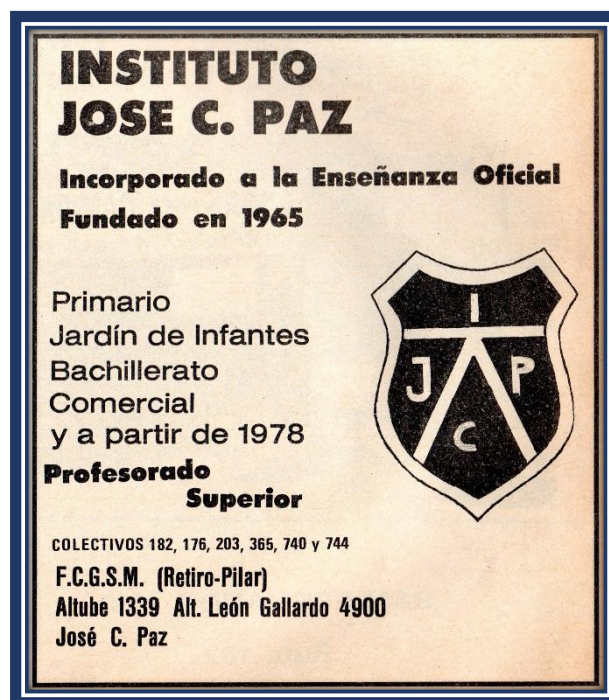 INSTITUTO
JOSE C. PAZ
Incorporado a la Enseñanza Oficial
Fundado en 1965
Primario
Jardín de Infantes
Bachillerato
Comercial
y a partir de 1978
Profesorado
Superior
I
J P
C
COLECTIVOS 182, 176, 203, 365, 740 y 744
F.C.G.S.M. (Retiro-Pilar)
Altube 1339 Alt. León Gallardo 4900
José C. Paz